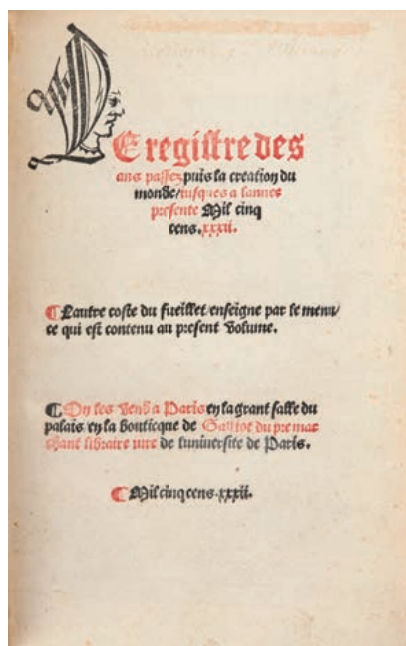 LE registre des
ans passez puis la creation du
monde/iusques a lannee
presente Mil cinq
cens.xxxii.
¶ Lautre coste du fueillet/enseigne par le menu/
ce qui est contenu au present Volume.
¶ On les vend a Paris en la grant salle du
palais/en la bouticque de Galliot du pre mar
chant libraire iure de luniuersite de Paris.
¶ Mil cinq cens.xxxii.